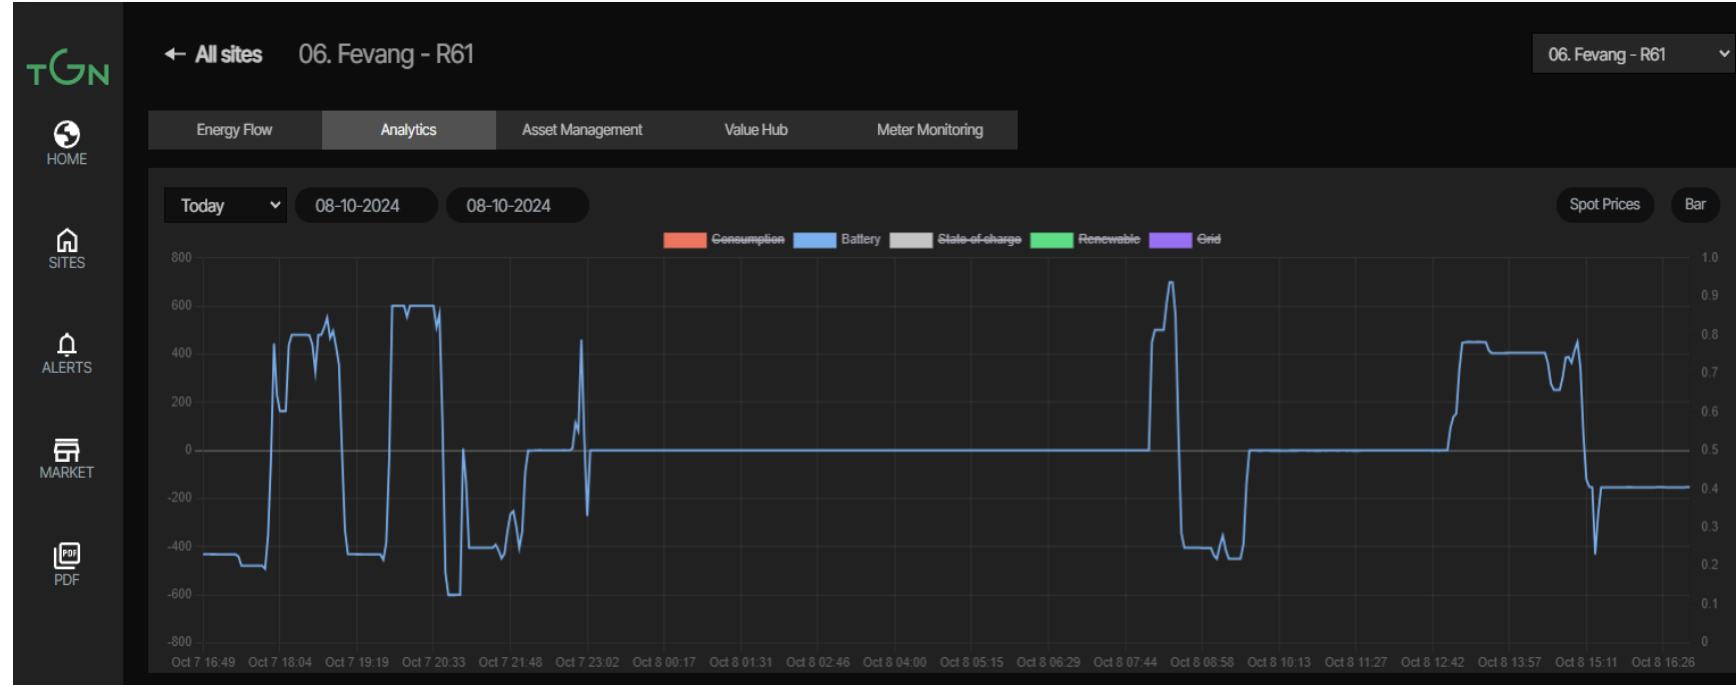 TGN
← All sites 06. Fevang - R61
06. Fevang - R61
HOME
SITES
ALERTS
MARKET
PDF
PDF
Energy Flow Analytics Asset Management Value Hub Meter Monitoring
Today 08-10-2024 08-10-2024
Spot Prices Bar
Consumption Battery State of charge Renewable Grid
800
600
400
200
0
-200
-400
-600
-800
1.0
0.9
0.8
0.7
0.6
0.5
0.4
0.3
0.2
0.1
0
Oct 7 16:49 Oct 7 18:04 Oct 7 19:19 Oct 7 20:33 Oct 7 21:48 Oct 7 23:02 Oct 8 00:17 Oct 8 01:31 Oct 8 02:46 Oct 8 04:00 Oct 8 05:15 Oct 8 06:29 Oct 8 07:44 Oct 8 08:58 Oct 8 10:13 Oct 8 11:27 Oct 8 12:42 Oct 8 13:57 Oct 8 15:11 Oct 8 16:26